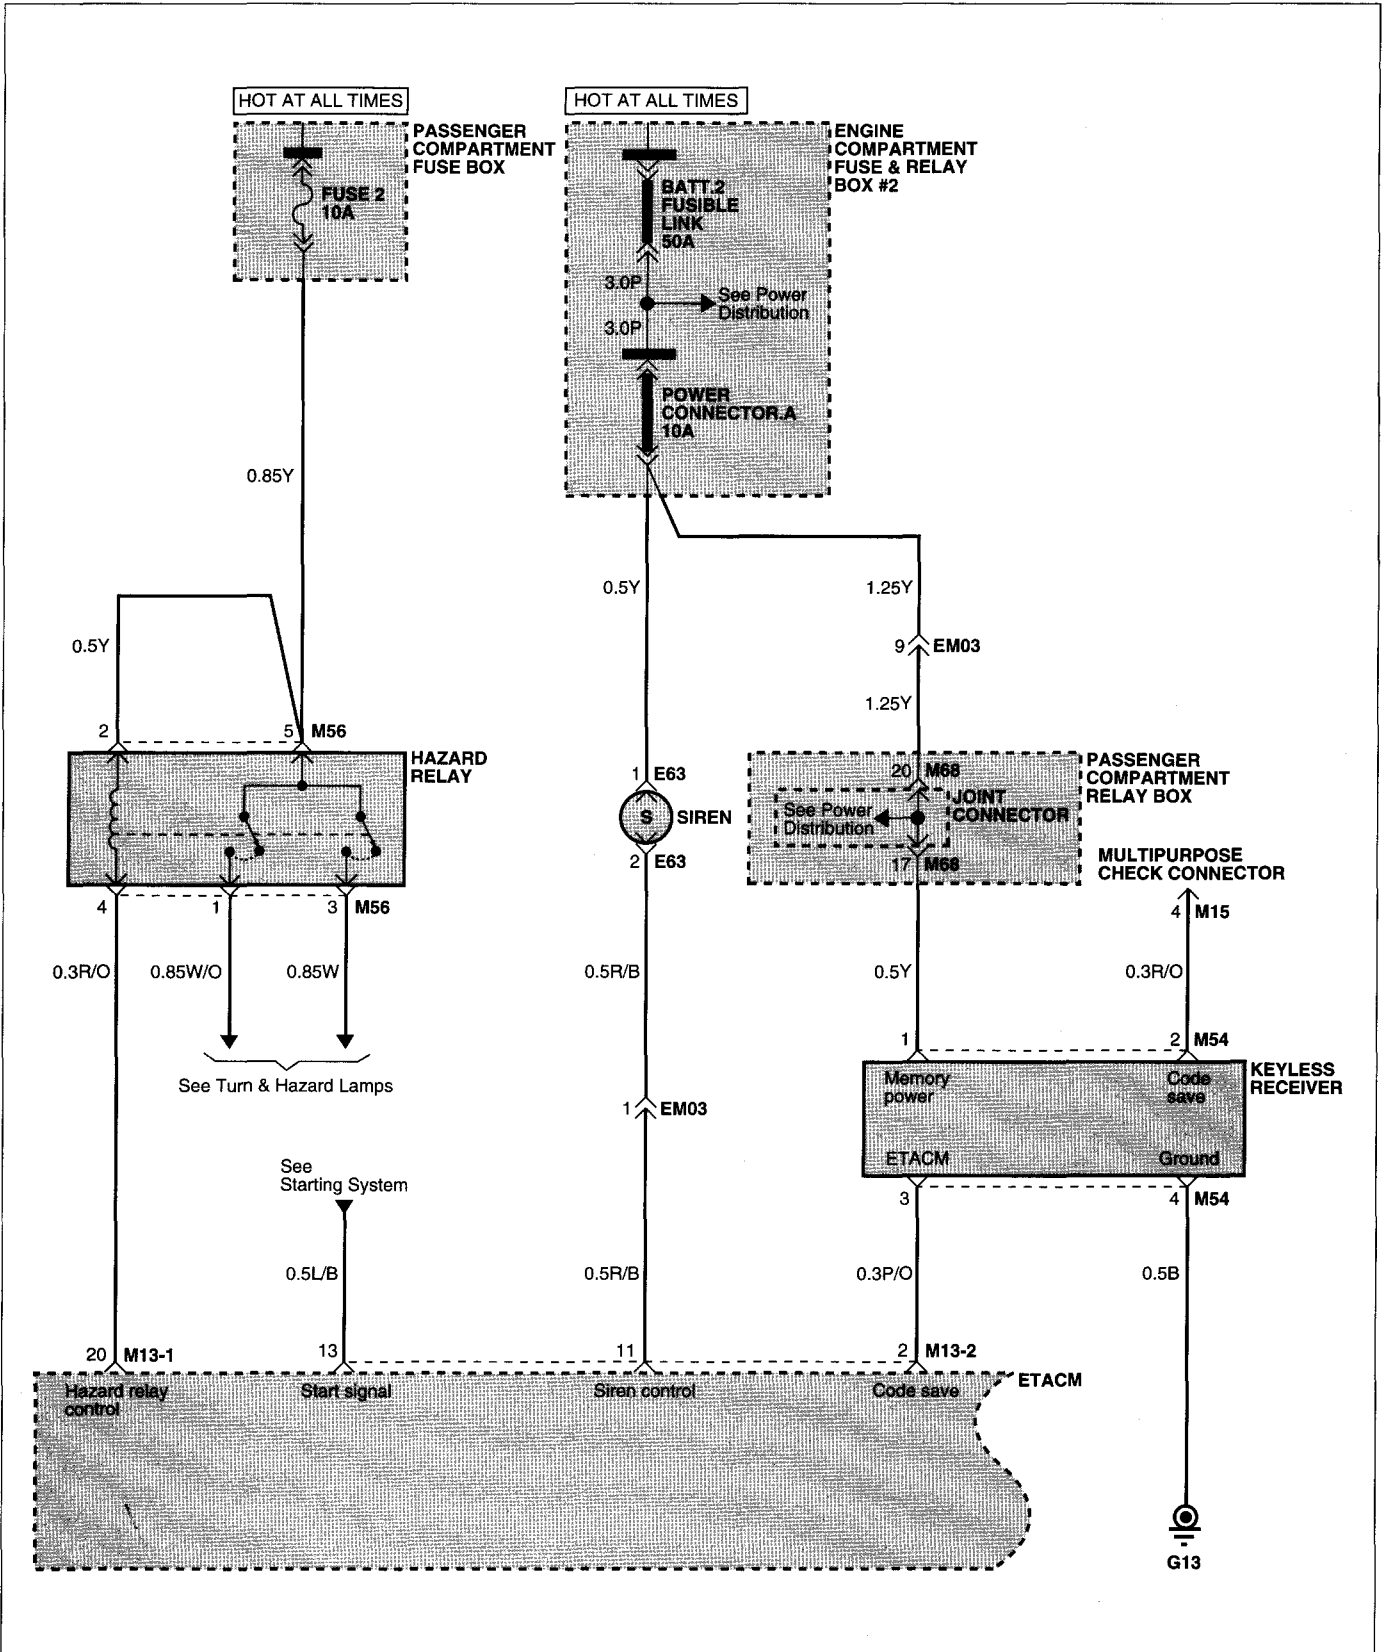 HOT AT ALL TIMES
HOT AT ALL TIMES
PASSENGER
COMPARTMENT
FUSE BOX
FUSE 2
10A
ENGINE
COMPARTMENT
FUSE & RELAY
BOX #2
BATT.2
FUSIBLE
LINK
50A
3.0P
See Power
Distribution
3.0P
POWER
CONNECTOR.A
10A
0.85Y
0.5Y
1.25Y
0.5Y
9 EM03
1.25Y
2
5 M56
HAZARD
RELAY
1 E63
S SIREN
2 E63
PASSENGER
COMPARTMENT
RELAY BOX
20 M68
JOINT
CONNECTOR
See Power
Distribution
17 M68
MULTIPURPOSE
CHECK CONNECTOR
4 M15
4
1
3 M56
0.3R/O
0.85W/O
0.85W
0.5R/B
0.5Y
0.3R/O
See Turn & Hazard Lamps
1
2 M54
KEYLESS
RECEIVER
Memory
power
Code
save
1 EM03
ETACM
Ground
See
Starting System
3
4 M54
0.5L/B
0.5R/B
0.3P/O
0.5B
20 M13-1
13
11
2 M13-2
ETACM
Hazard relay
control
Start signal
Siren control
Code save
G13